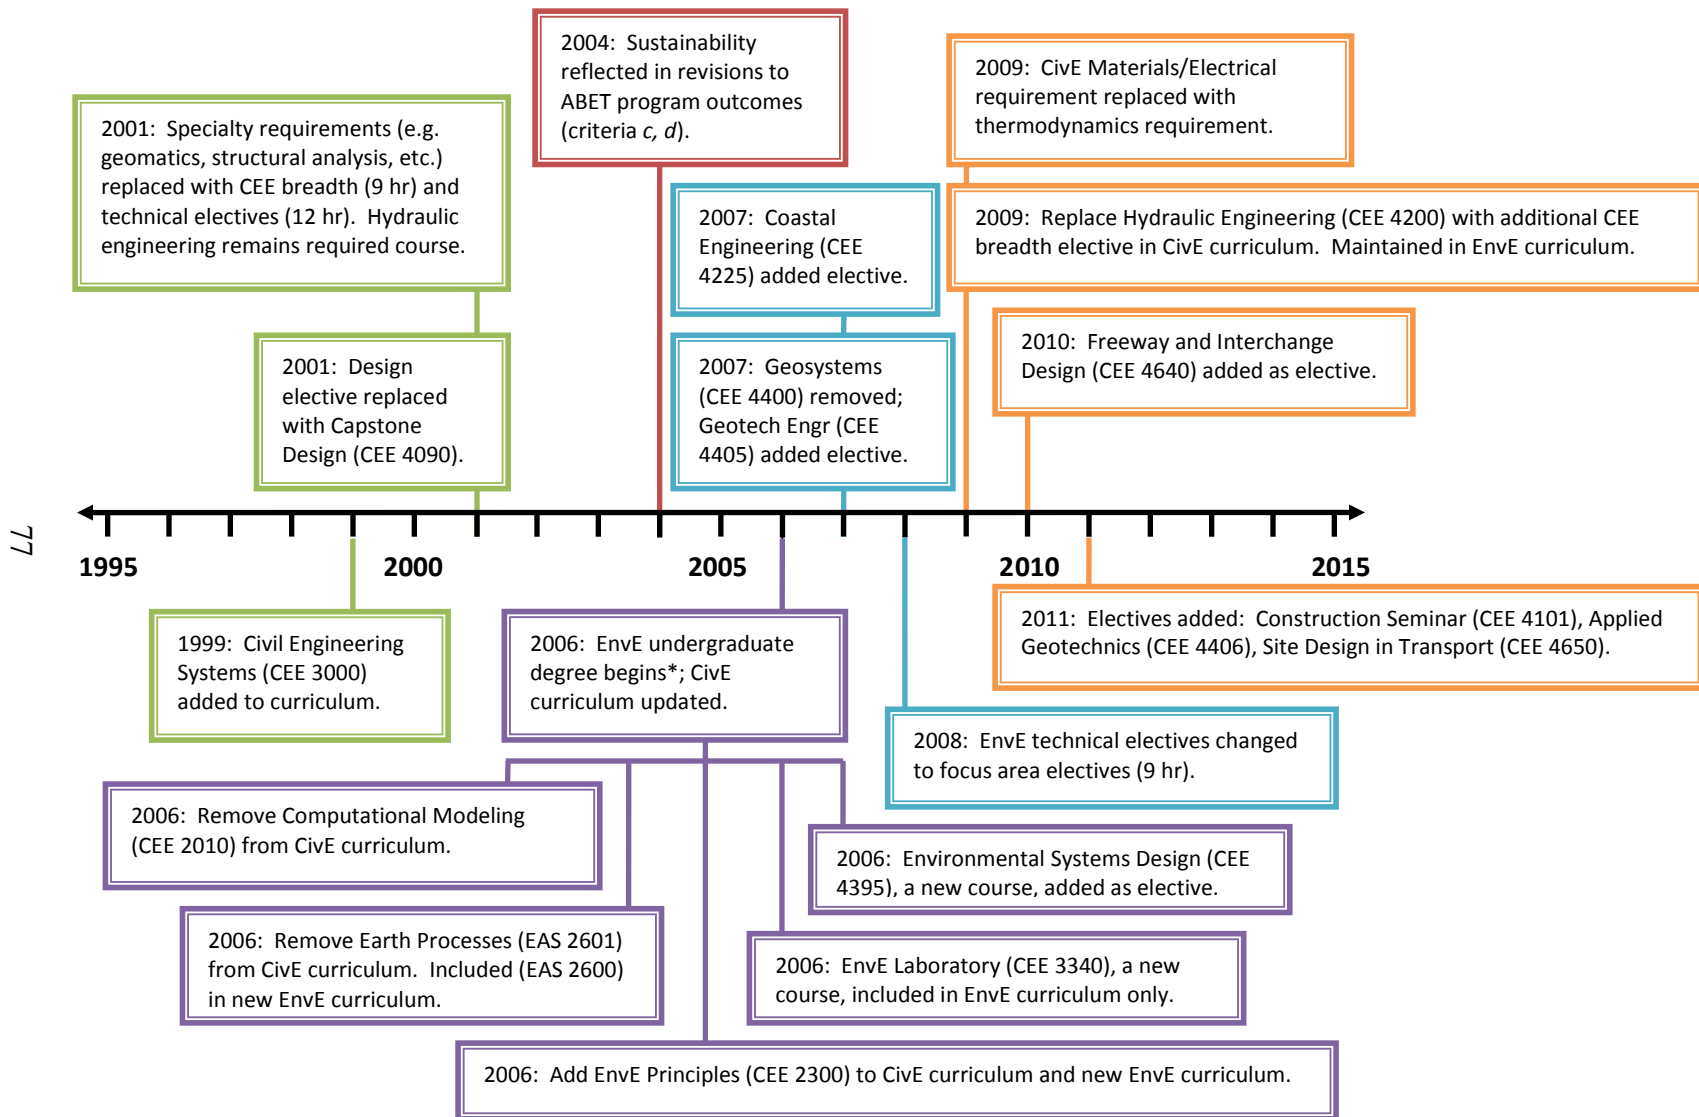 2004: Sustainability
reflected in revisions to
ABET program outcomes
(criteria c, d).
2009: CivE Materials/Electrical
requirement replaced with
thermodynamics requirement.
2001: Specialty requirements (e.g.
geomatics, structural analysis, etc.)
replaced with CEE breadth (9 hr) and
technical electives (12 hr). Hydraulic
engineering remains required course.
2007: Coastal
Engineering (CEE
4225) added elective.
2009: Replace Hydraulic Engineering (CEE 4200) with additional CEE
breadth elective in CivE curriculum. Maintained in EnvE curriculum.
2001: Design
elective replaced
with Capstone
Design (CEE 4090).
2007: Geosystems
(CEE 4400) removed;
Geotech Engr (CEE
4405) added elective.
2010: Freeway and Interchange
Design (CEE 4640) added as elective.
77
1995 2000 2005 2010 2015
1999: Civil Engineering
Systems (CEE 3000)
added to curriculum.
2006: EnvE undergraduate
degree begins*; CivE
curriculum updated.
2011: Electives added: Construction Seminar (CEE 4101), Applied
Geotechnics (CEE 4406), Site Design in Transport (CEE 4650).
2008: EnvE technical electives changed
to focus area electives (9 hr).
2006: Remove Computational Modeling
(CEE 2010) from CivE curriculum.
2006: Environmental Systems Design (CEE
4395), a new course, added as elective.
2006: Remove Earth Processes (EAS 2601)
from CivE curriculum. Included (EAS 2600)
in new EnvE curriculum.
2006: EnvE Laboratory (CEE 3340), a new
course, included in EnvE curriculum only.
2006: Add EnvE Principles (CEE 2300) to CivE curriculum and new EnvE curriculum.